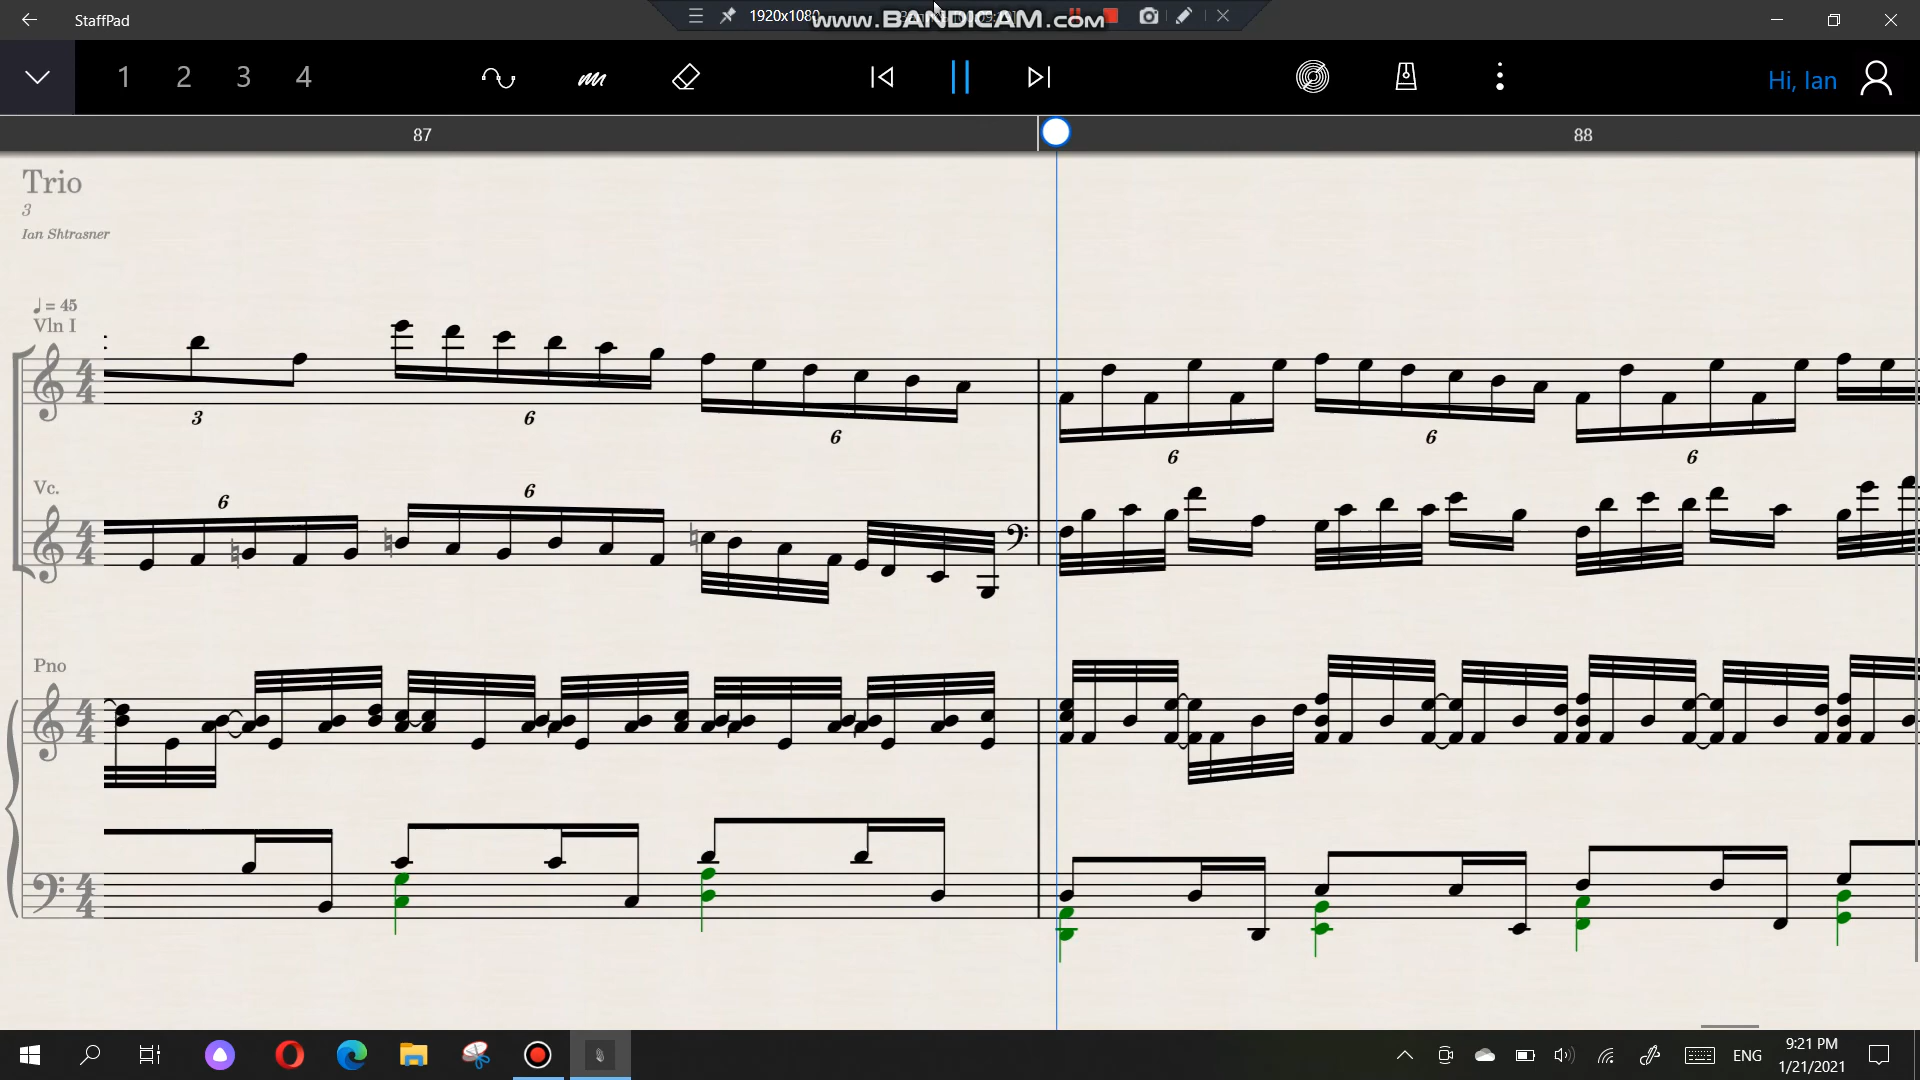 StaffPad
1920x1080
www.BANDICAM.com
1 2 3 4
Hi, Ian
87 88
Trio
3
Ian Shtrasner
♩= 45
Vln I
3 6 6 6 6 6
Vc.
6 6
Pno
ENG
9:21 PM
1/21/2021